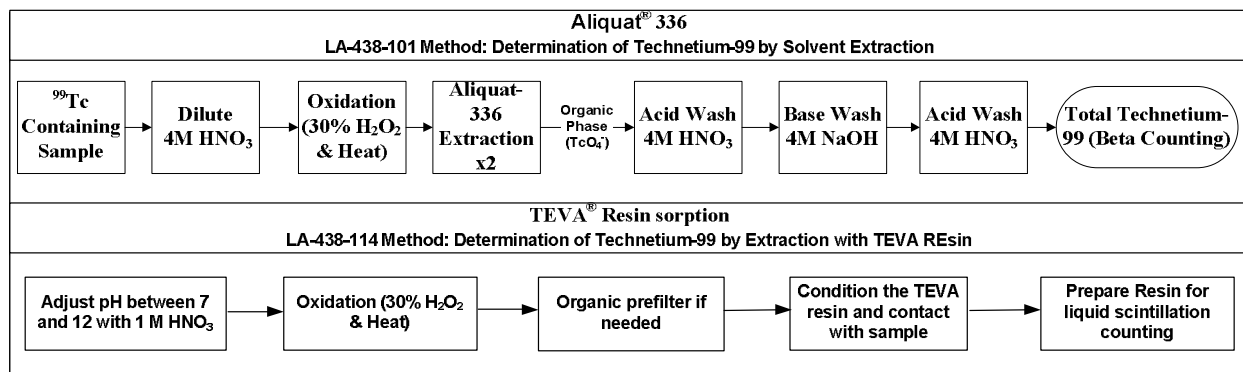 Aliquat® 336
LA-438-101 Method: Determination of Technetium-99 by Solvent Extraction
⁹⁹Tc
Containing
Sample
Dilute
4M HNO₃
Oxidation
(30% H₂O₂
& Heat)
Aliquat-
336
Extraction
x2
Organic
Phase
(TcO₄⁻)
Acid Wash
4M HNO₃
Base Wash
4M NaOH
Acid Wash
4M HNO₃
Total Technetium-
99 (Beta Counting)
TEVA® Resin sorption
LA-438-114 Method: Determination of Technetium-99 by Extraction with TEVA REsin
Adjust pH between 7
and 12 with 1 M HNO₃
Oxidation (30% H₂O₂
& Heat)
Organic prefilter if
needed
Condition the TEVA
resin and contact
with sample
Prepare Resin for
liquid scintillation
counting